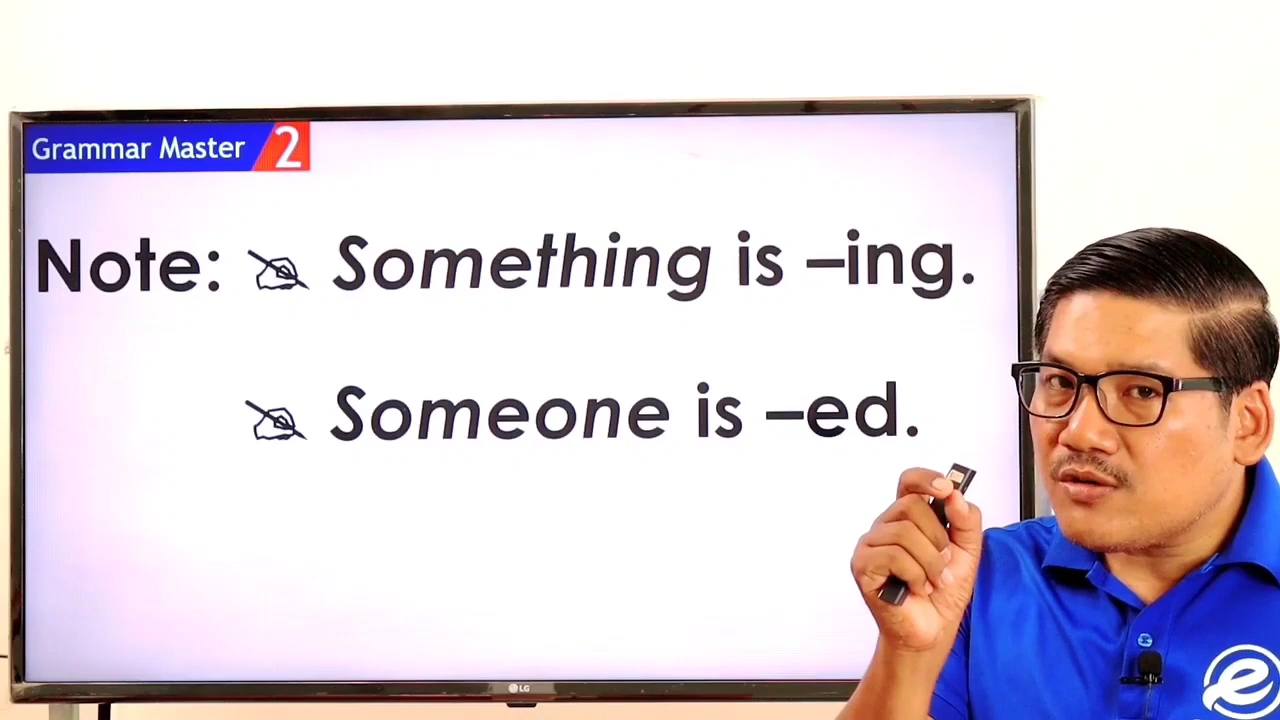 Grammar Master 2
Note: Something is –ing.
Someone is –ed.
LG
e